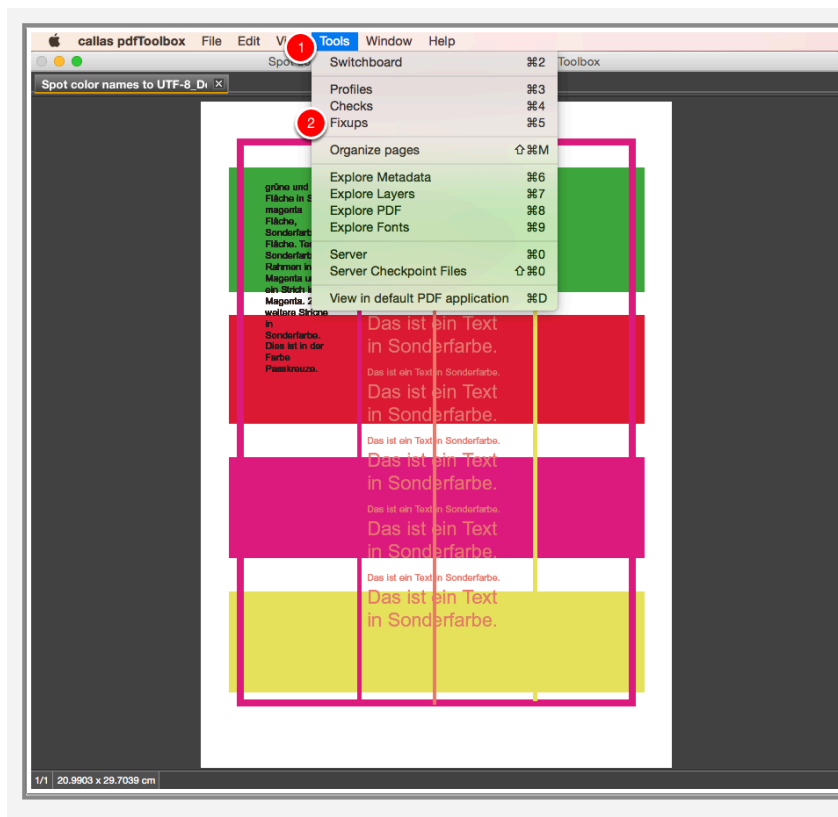 callas pdfToolbox File Edit Tools Window Help
1
Toolbox
Spot color names to UTF-8_
Switchboard ⌘2
Profiles ⌘3
Checks ⌘4
2
Fixups ⌘5
Organize pages ⇧⌘M
Explore Metadata ⌘6
Explore Layers ⌘7
Explore PDF ⌘8
Explore Fonts ⌘9
Server ⌘0
Server Checkpoint Files ⇧⌘0
View in default PDF application ⌘D
grüne und
Fläche in
magenta
Fläche,
Sonderfarb
Fläche.
Sonderfarb
Rahmen in
Magenta
ein Strich
Magenta. 2
weitere Striche
in
Sonderfarbe.
Dies ist in der
Farbe
Passkreuze.
Das ist ein Text
in Sonderfarbe.
Das ist ein Text in Sonderfarbe.
Das ist ein Text
in Sonderfarbe.
Das ist ein Text in Sonderfarbe.
Das ist ein Text
in Sonderfarbe.
Das ist ein Text in Sonderfarbe.
Das ist ein Text
in Sonderfarbe.
Das ist ein Text in Sonderfarbe.
Das ist ein Text
in Sonderfarbe.
1/1 20.9903 x 29.7039 cm